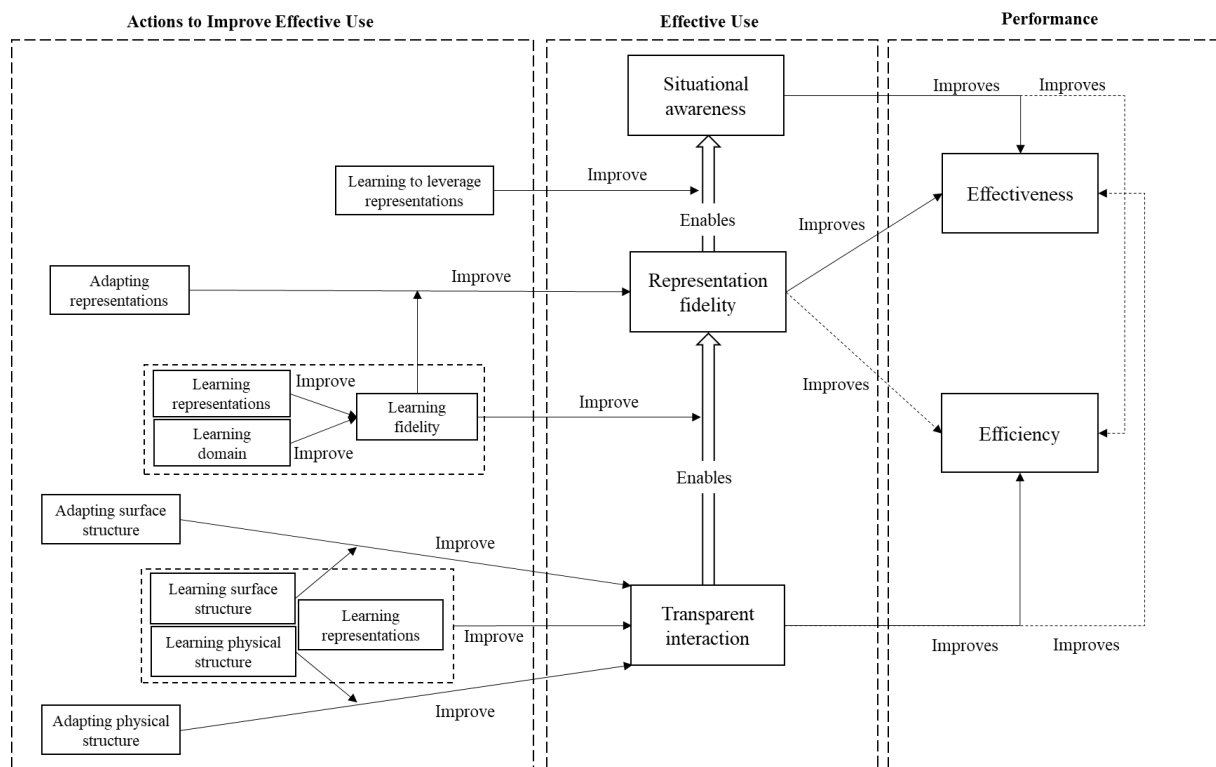 Actions to Improve Effective Use
Effective Use
Performance
Situational
awareness
Improves
Improves
Learning to leverage
representations
Improve
Effectiveness
Enables
Improves
Adapting
representations
Improve
Representation
fidelity
Learning
representations
Improve
Learning
fidelity
Improve
Improves
Learning
domain
Improve
Efficiency
Enables
Adapting surface
structure
Improve
Learning surface
structure
Learning
representations
Learning physical
structure
Improve
Transparent
interaction
Improves
Improves
Adapting physical
structure
Improve